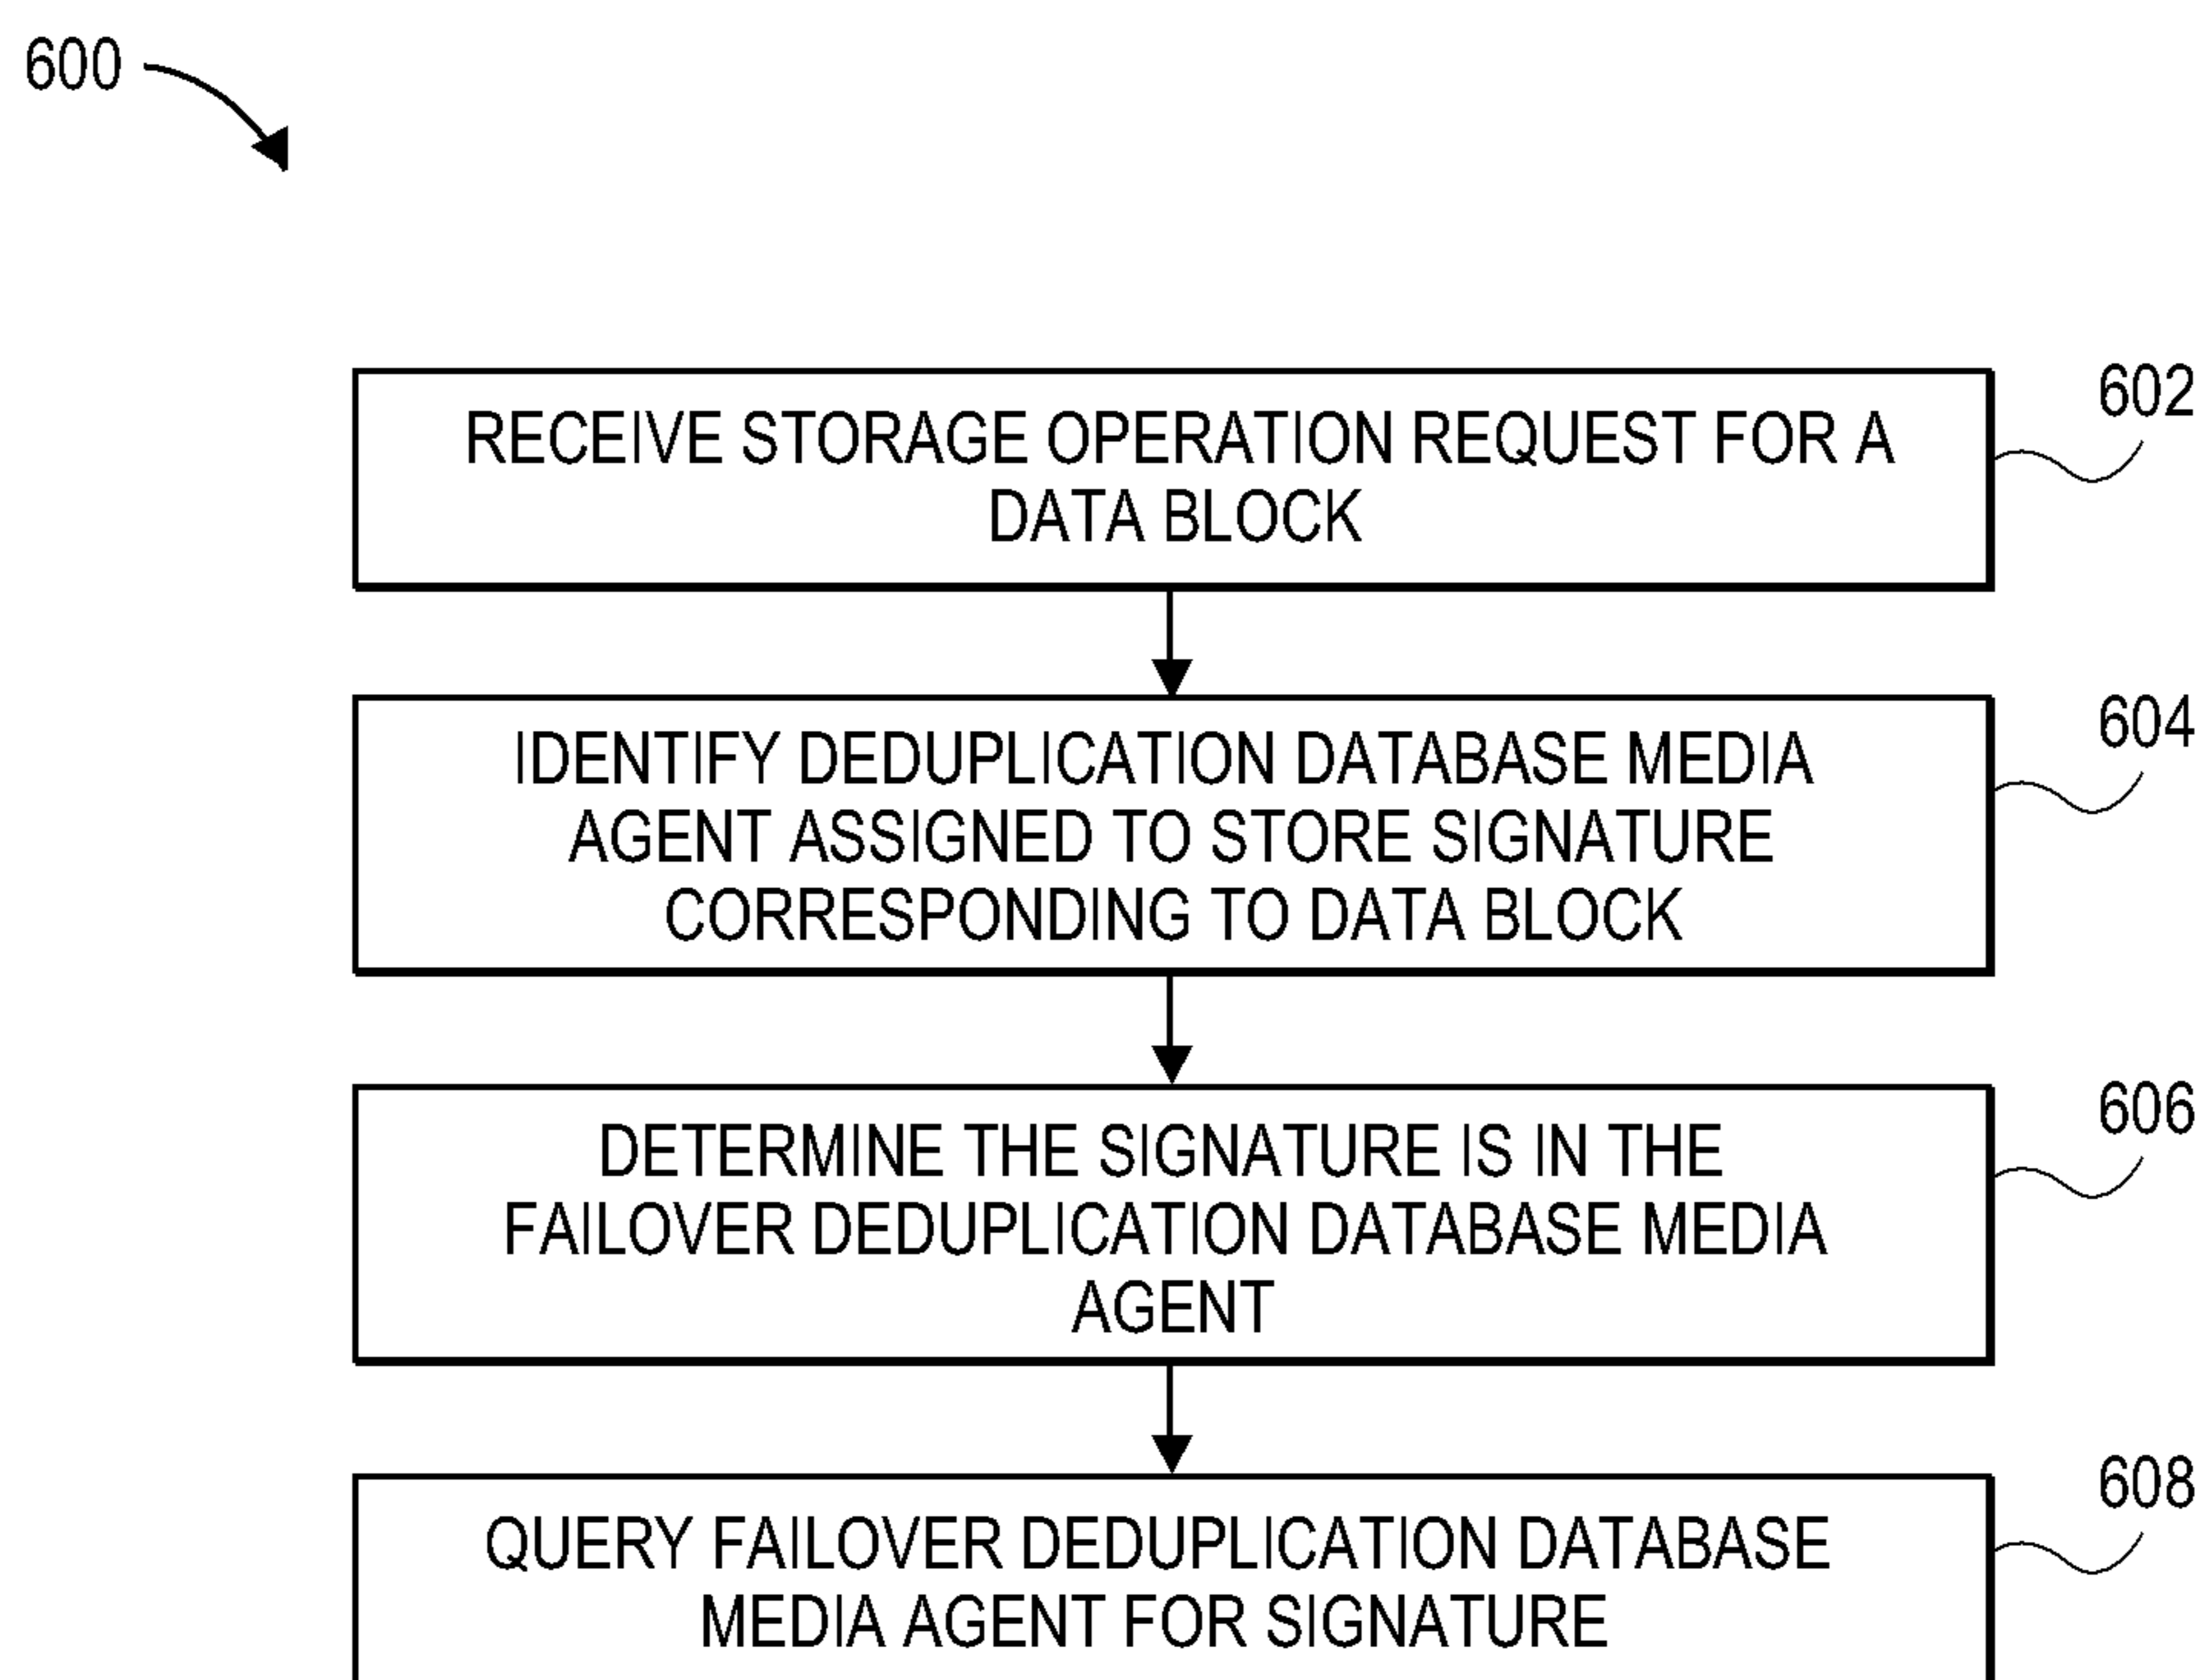 600
602
RECEIVE STORAGE OPERATION REQUEST FOR A
DATA BLOCK
604
IDENTIFY DEDUPLICATION DATABASE MEDIA
AGENT ASSIGNED TO STORE SIGNATURE
CORRESPONDING TO DATA BLOCK
606
DETERMINE THE SIGNATURE IS IN THE
FAILOVER DEDUPLICATION DATABASE MEDIA
AGENT
608
QUERY FAILOVER DEDUPLICATION DATABASE
MEDIA AGENT FOR SIGNATURE